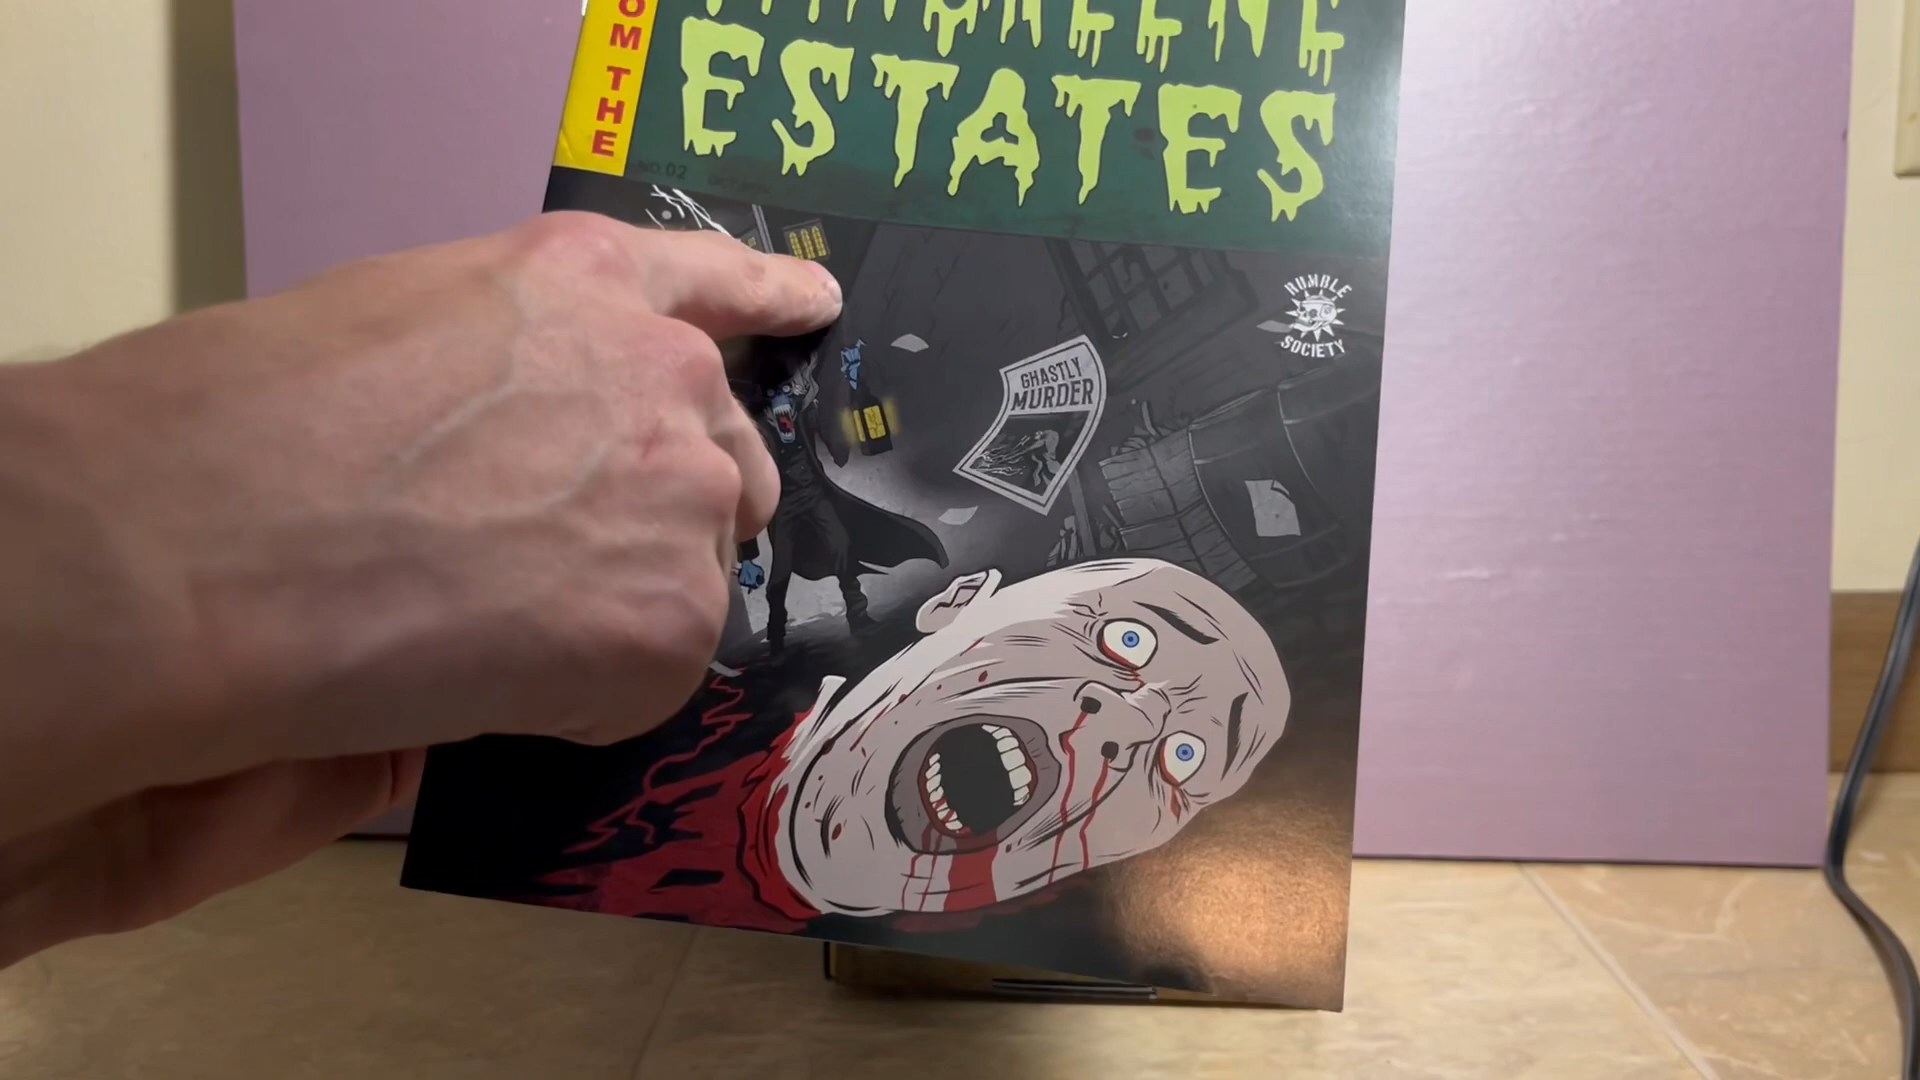 OM THE
ESTATES
NO.02
RUMBLE
SOCIETY
GHASTLY
MURDER